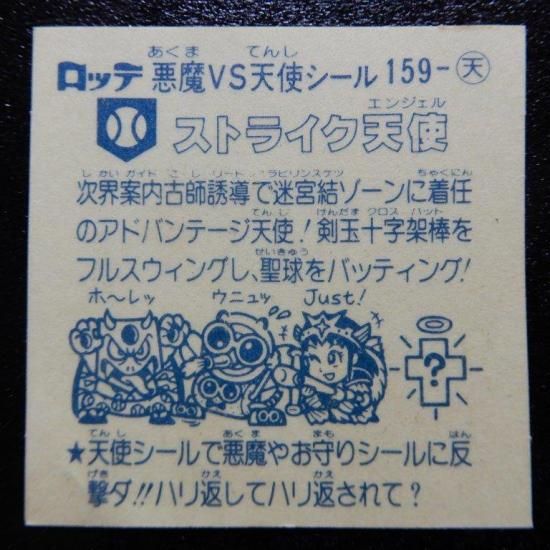 あくま てんし
ロッテ 悪魔VS天使シール 159-天
エンジェル
ストライク天使
しかいガイド こ し リード ラビリンスケツ ちゃくにん
次界案内古師誘導で迷宮結ゾーンに着任
てんし けんだま クロス バット
のアドバンテージ天使！剣玉十字架棒を
せいきゅう
フルスウィングし、聖球をバッティング！
ホ〜レッ ウニュッ Just!
?
てんし あくま まも はん
★天使シールで悪魔やお守りシールに反
げき かえ かえ
撃ダ!!ハリ返してハリ返されて？